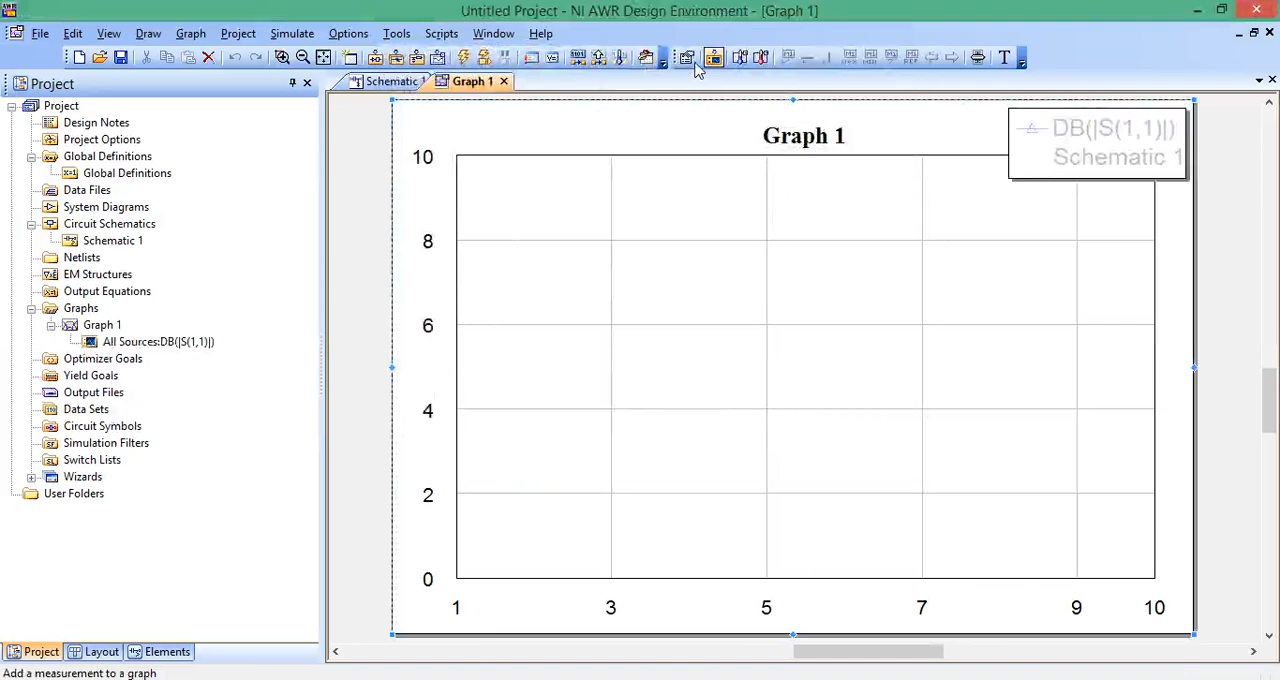 Untitled Project - NI AWR Design Environment - [Graph 1]
File Edit View Draw Graph Project Simulate Options Tools Scripts Window Help
Project
Schematic 1
Graph 1
Project
Design Notes
Project Options
Global Definitions
Global Definitions
Data Files
System Diagrams
Circuit Schematics
Schematic 1
Netlists
EM Structures
Output Equations
Graphs
Graph 1
All Sources:DB(|S(1,1)|)
Optimizer Goals
Yield Goals
Output Files
Data Sets
Circuit Symbols
Simulation Filters
Switch Lists
Wizards
User Folders
Graph 1
DB(|S(1,1)|)
Schematic 1
10
8
6
4
2
0
1 3 5 7 9 10
Project Layout Elements
Add a measurement to a graph